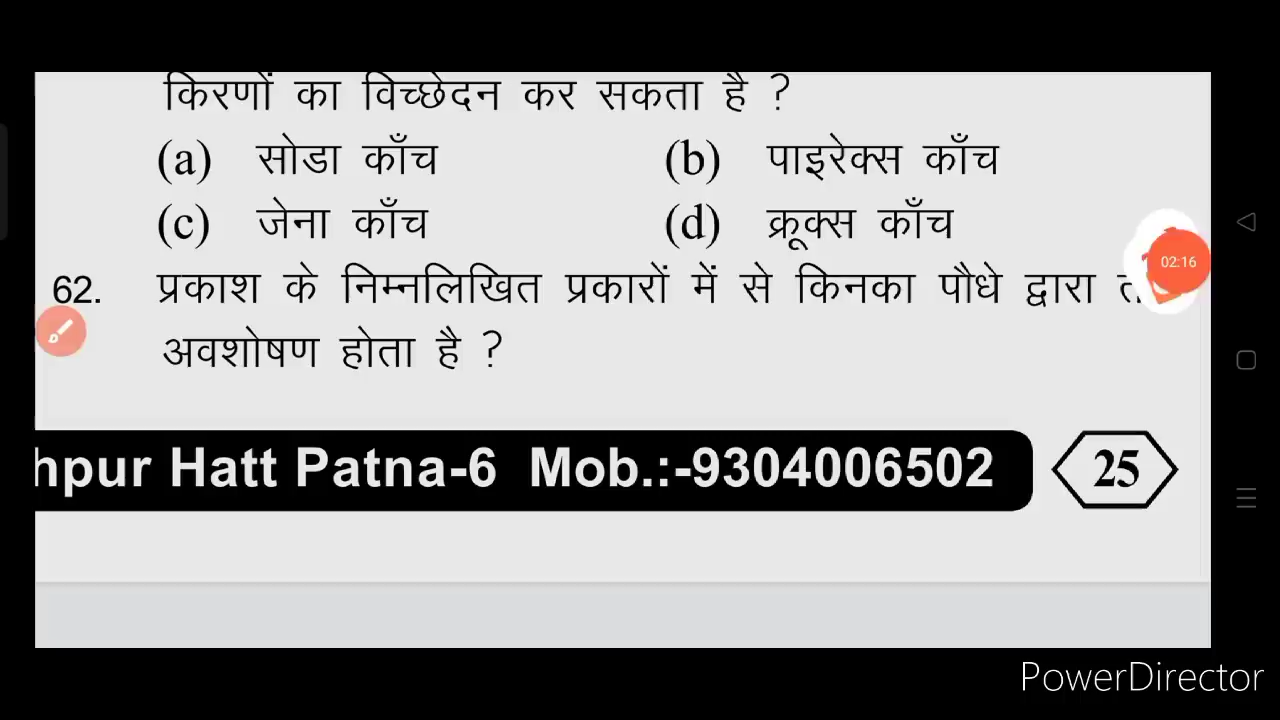 किरणों का विच्छेदन कर सकता है ?
(a) सोडा काँच (b) पाइरेक्स काँच
(c) जेना काँच (d) क्रूक्स काँच
02:16
62. प्रकाश के निम्नलिखित प्रकारों में से किनका पौधे द्वारा
अवशोषण होता है ?
hpur Hatt Patna-6 Mob.:-9304006502 25
PowerDirector